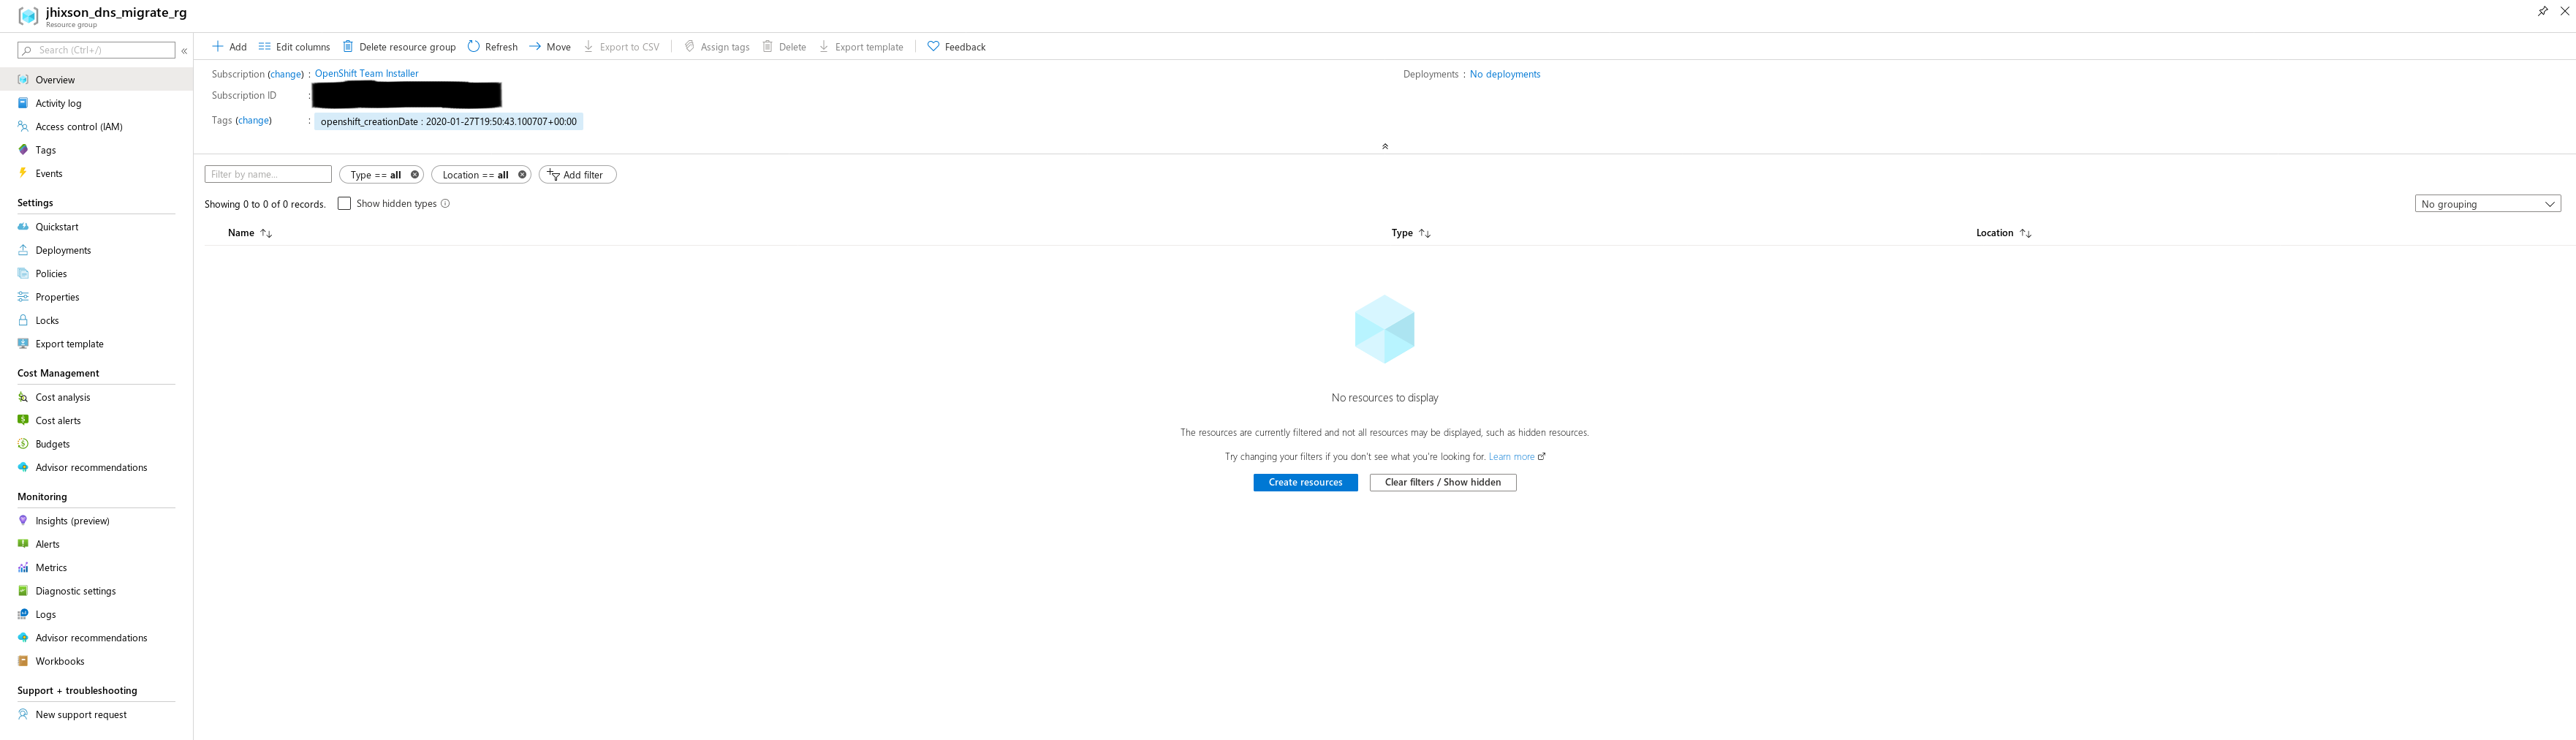 jhixson_dns_migrate_rg
Resource group
Search (Ctrl+/)
«
Overview
Activity log
Access control (IAM)
Tags
Events
Settings
Quickstart
Deployments
Policies
Properties
Locks
Export template
Cost Management
Cost analysis
Cost alerts
Budgets
Advisor recommendations
Monitoring
Insights (preview)
Alerts
Metrics
Diagnostic settings
Logs
Advisor recommendations
Workbooks
Support + troubleshooting
New support request
Add Edit columns Delete resource group Refresh Move Export to CSV Assign tags Delete Export template Feedback
Subscription (change) : OpenShift Team Installer
Deployments : No deployments
Subscription ID :
Tags (change) : openshift_creationDate : 2020-01-27T19:50:43.100707+00:00
Filter by name... Type == all Location == all Add filter
Showing 0 to 0 of 0 records. Show hidden types No grouping
Name Type Location
No resources to display
The resources are currently filtered and not all resources may be displayed, such as hidden resources.
Try changing your filters if you don't see what you're looking for. Learn more
Create resources Clear filters / Show hidden